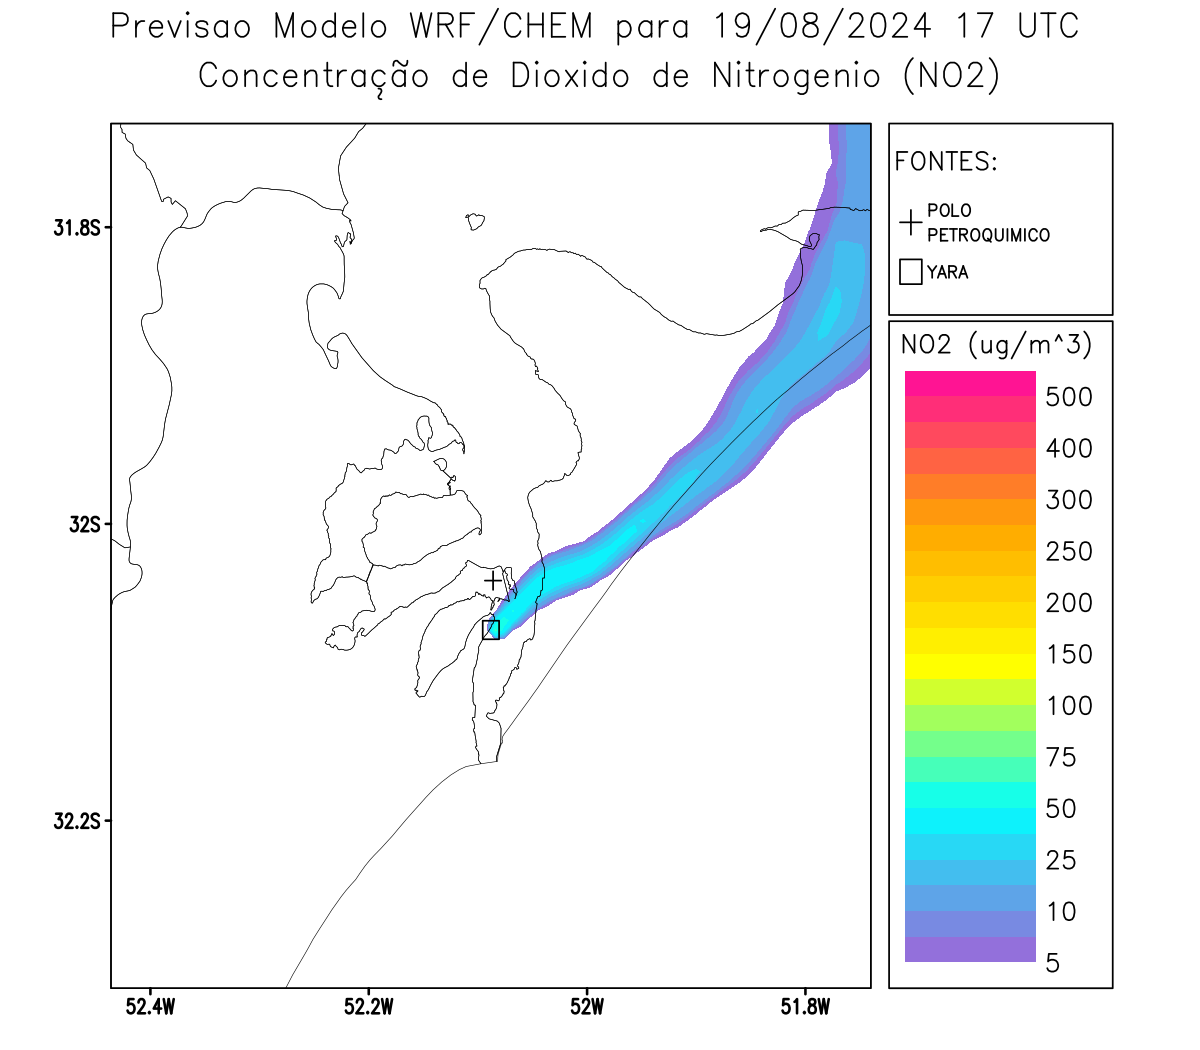 Previsao Modelo WRF/CHEM para 19/08/2024 17 UTC
Concentração de Dioxido de Nitrogenio (NO2)
FONTES:
POLO
PETROQUIMICO
YARA
31.8S
32S
32.2S
52.4W
52.2W
52W
51.8W
NO2 (ug/m^3)
500
400
300
250
200
150
100
75
50
25
10
5